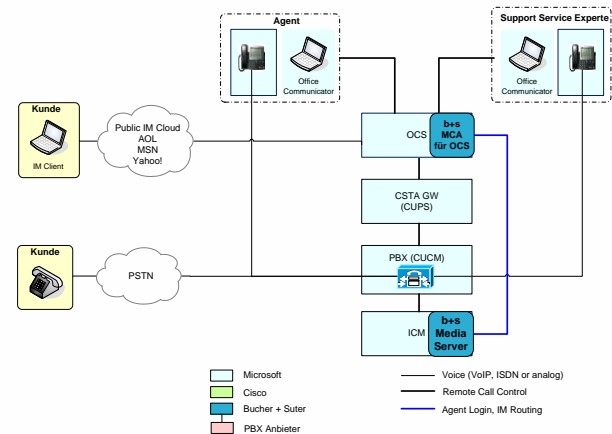 Agent
Support Service Experte
Office
Communicator
Office
Communicator
Kunde
IM Client
Public IM Cloud
AOL
MSN
Yahoo!
OCS
b+s
MCA
für OCS
CSTA GW
(CUPS)
Kunde
PSTN
PBX (CUCM)
ICM
b+s
Media
Server
Microsoft
Cisco
Bucher + Suter
PBX Anbieter
Voice (VoIP, ISDN or analog)
Remote Call Control
Agent Login, IM Routing